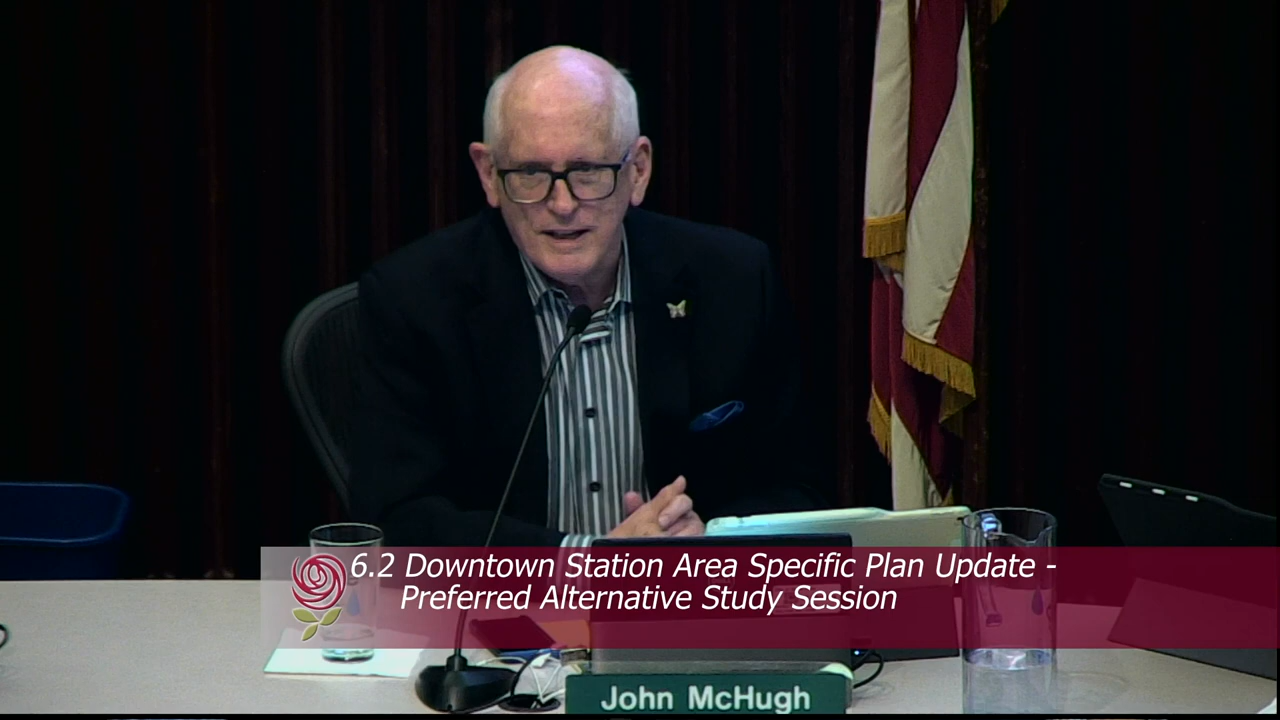 6.2 Downtown Station Area Specific Plan Update -
Preferred Alternative Study Session
John McHugh